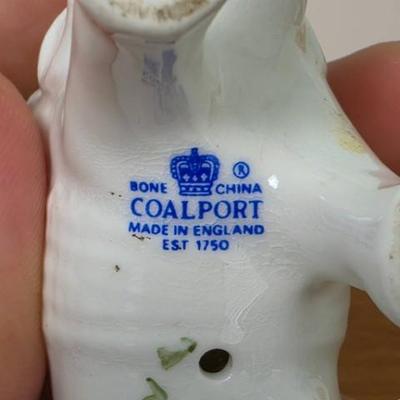 ®
BONE CHINA
COALPORT
MADE IN ENGLAND
EST 1750